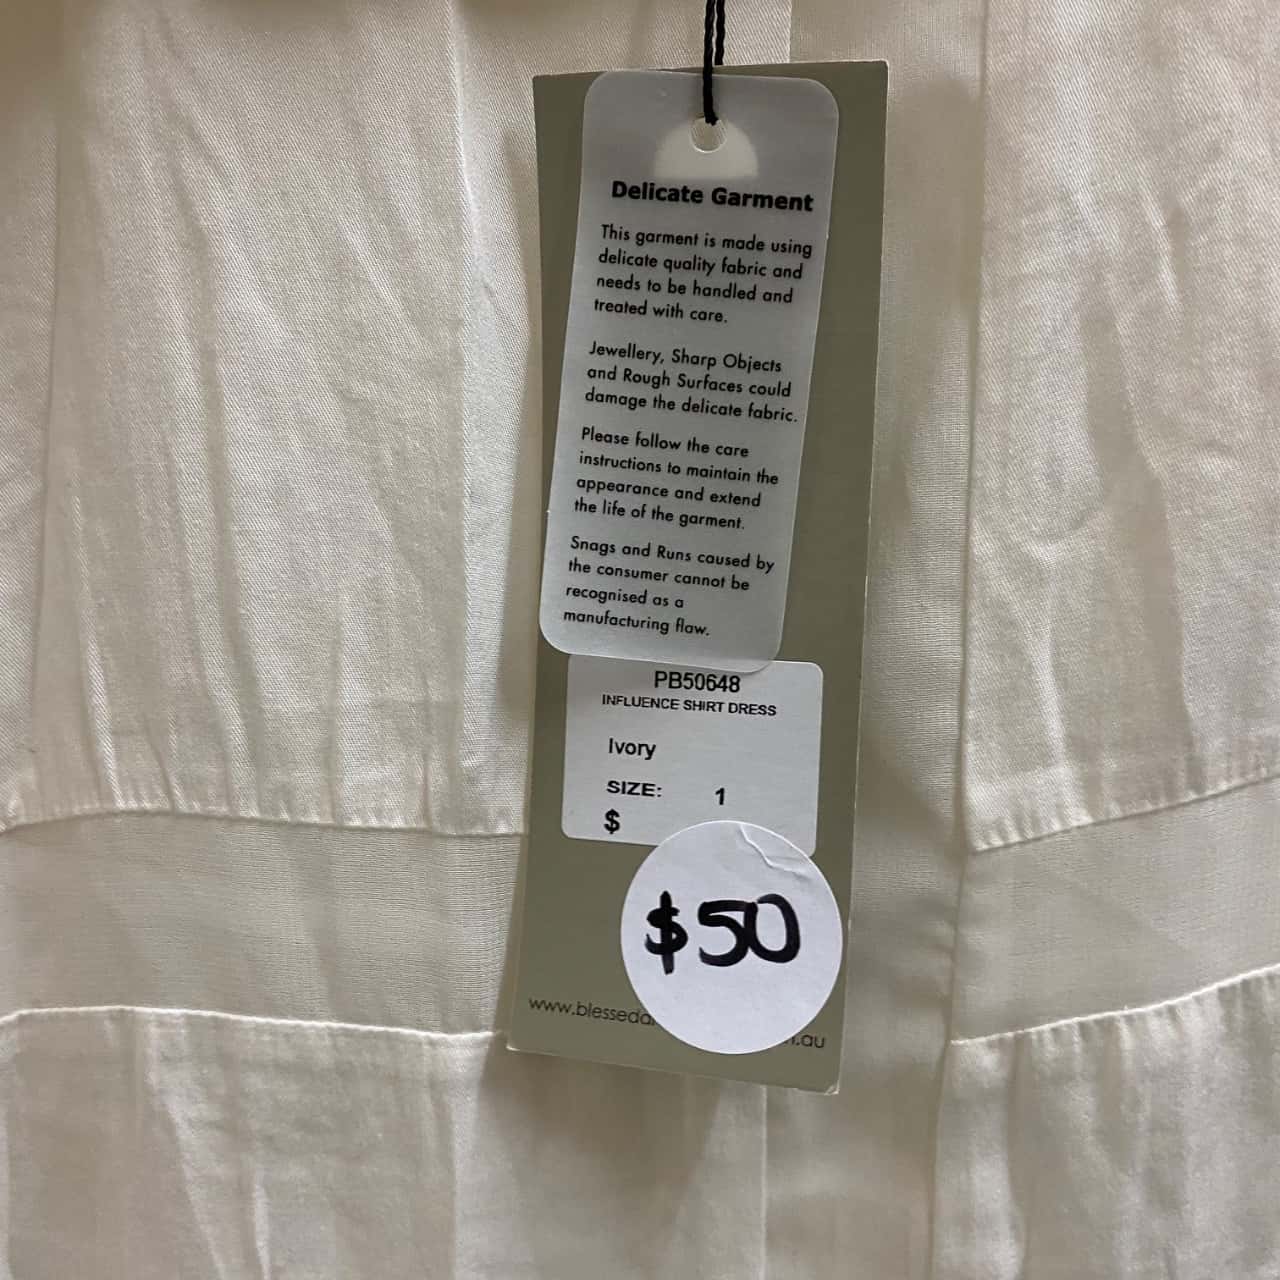 Delicate Garment
This garment is made using
delicate quality fabric and
needs to be handled and
treated with care.
Jewellery, Sharp Objects
and Rough Surfaces could
damage the delicate fabric.
Please follow the care
instructions to maintain the
appearance and extend
the life of the garment.
Snags and Runs caused by
the consumer cannot be
recognised as a
manufacturing flaw.
PB50648
INFLUENCE SHIRT DRESS
Ivory
SIZE: 1
$
$50